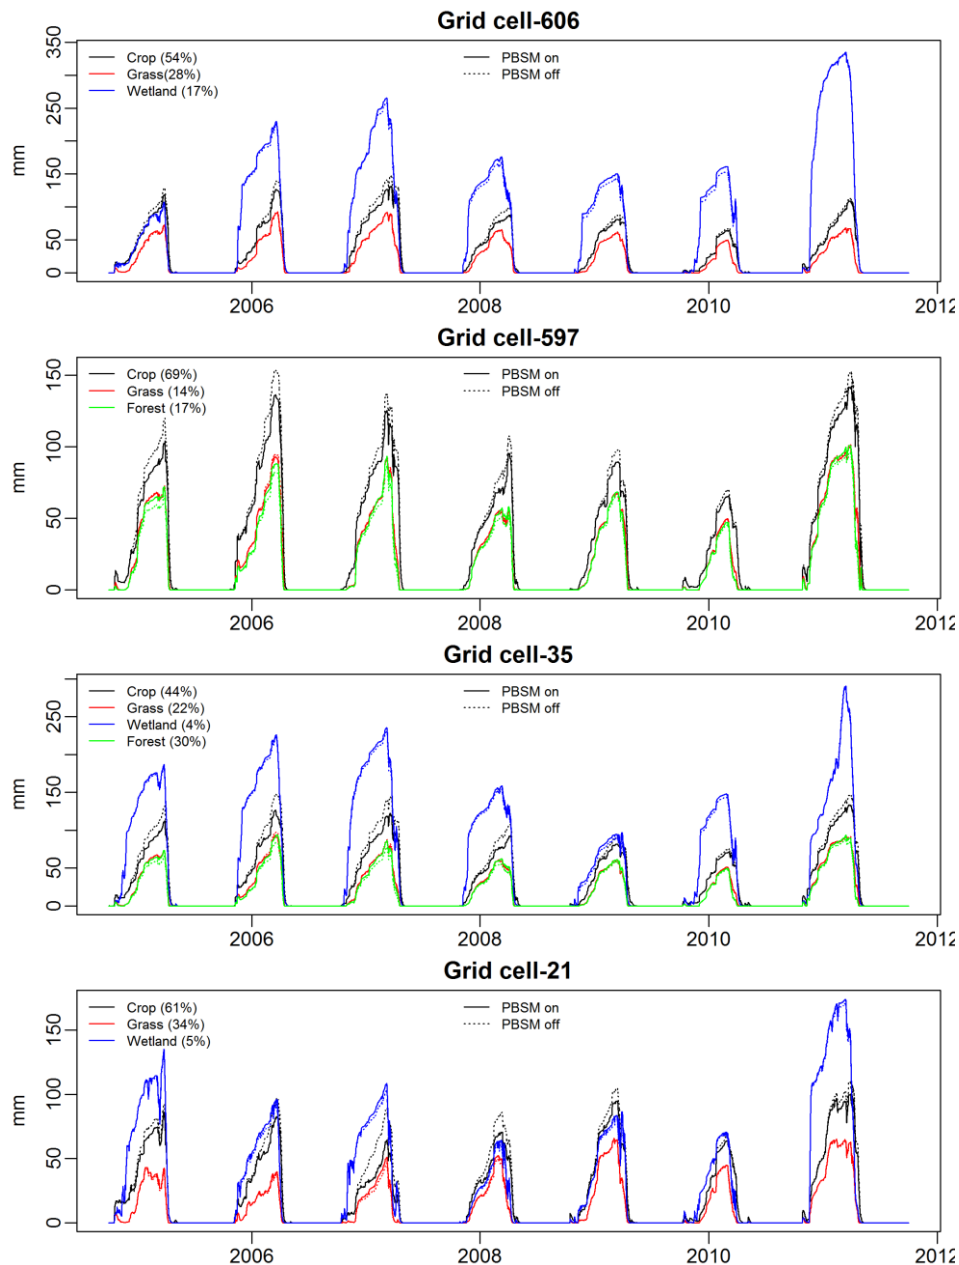 Grid cell-606
mm
350
250
150
50
0
Crop (54%)
Grass(28%)
Wetland (17%)
PBSM on
PBSM off
2006 2008 2010 2012
Grid cell-597
mm
150
100
50
0
Crop (69%)
Grass (14%)
Forest (17%)
PBSM on
PBSM off
2006 2008 2010 2012
Grid cell-35
mm
250
150
50
0
Crop (44%)
Grass (22%)
Wetland (4%)
Forest (30%)
PBSM on
PBSM off
2006 2008 2010 2012
Grid cell-21
mm
150
100
50
0
Crop (61%)
Grass (34%)
Wetland (5%)
PBSM on
PBSM off
2006 2008 2010 2012